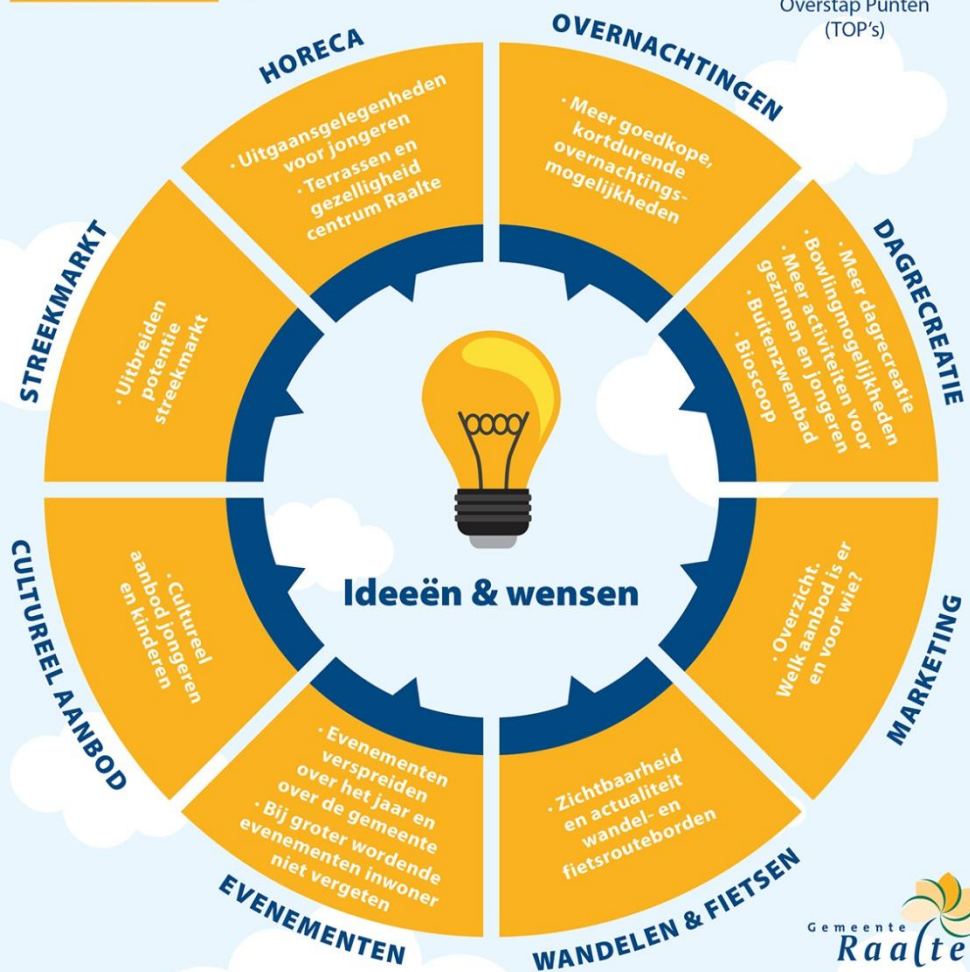 Overstap Punten
(TOP's)
HORECA
· Uitgaansgelegenheden
voor jongeren
· Terrassen en
gezelligheid
centrum Raalte
OVERNACHTINGEN
· Meer goedkope,
kortdurende
overnachtings-
mogelijkheden
DAGRECREATIE
· Meer dagrecreatie
· Bowlingmogelijkheden
· Meer activiteiten voor
gezinnen en jongeren
· Buitenzwembad
· Bioscoop
MARKETING
· Overzicht.
Welk aanbod is er
en voor wie?
WANDELEN & FIETSEN
· Zichtbaarheid
en actualiteit
wandel- en
fietsrouteborden
EVENEMENTEN
· Evenementen
verspreiden
over het jaar en
over de gemeente
· Bij groter wordende
evenementen inwoner
niet vergeten
CULTUREEL AANBOD
· Cultureel
aanbod jongeren
en kinderen
STREEKMARKT
· Uitbreiden
potentie
streekmarkt
Ideeën & wensen
Gemeente
Raalte